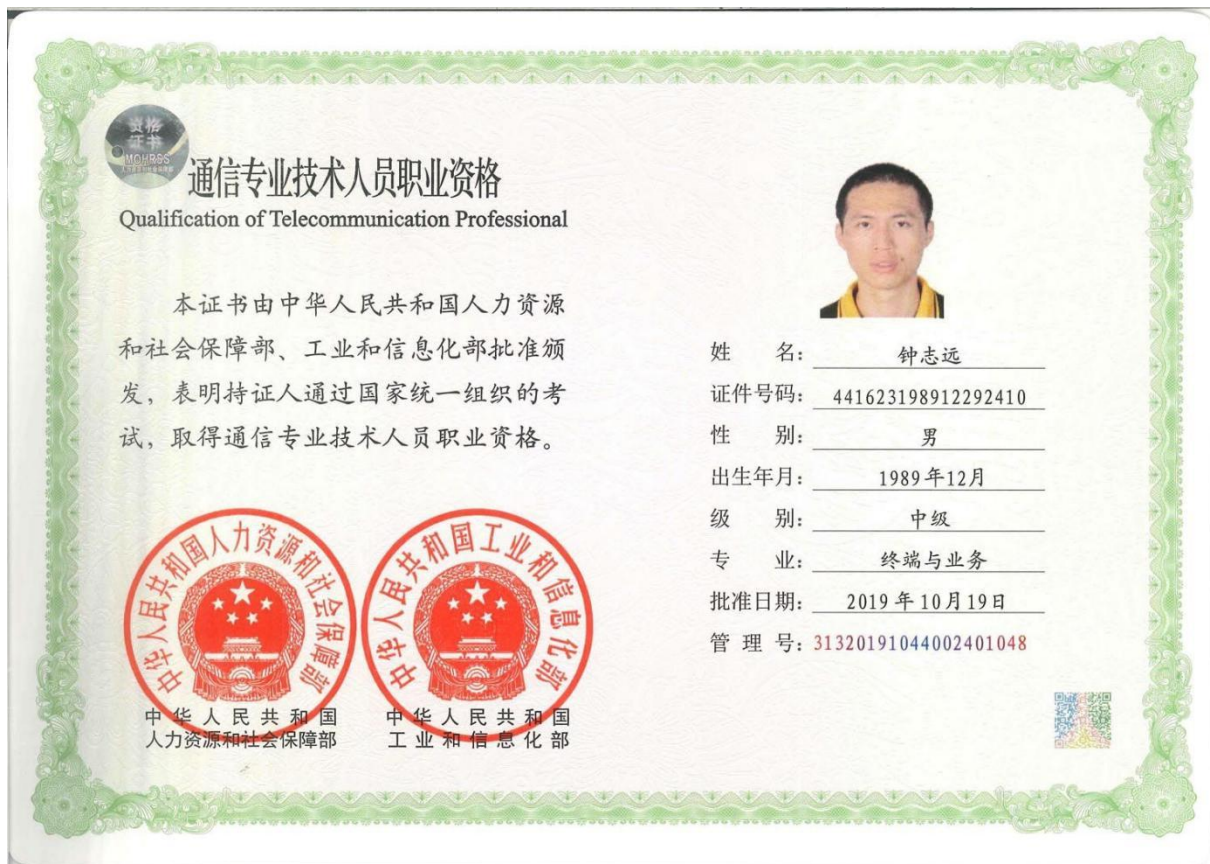 资格
证书
MOHRSS
通信专业技术人员职业资格
Qualification of Telecommunication Professional
本证书由中华人民共和国人力资源
和社会保障部、工业和信息化部批准颁
发，表明持证人通过国家统一组织的考
试，取得通信专业技术人员职业资格。
中华人民共和国人力资源和社会保障部
中华人民共和国工业和信息化部
中华人民共和国
人力资源和社会保障部
中华人民共和国
工业和信息化部
姓 名： 钟志远
证件号码： 441623198912292410
性 别： 男
出生年月： 1989年12月
级 别： 中级
专 业： 终端与业务
批准日期： 2019年10月19日
管 理 号：31320191044002401048